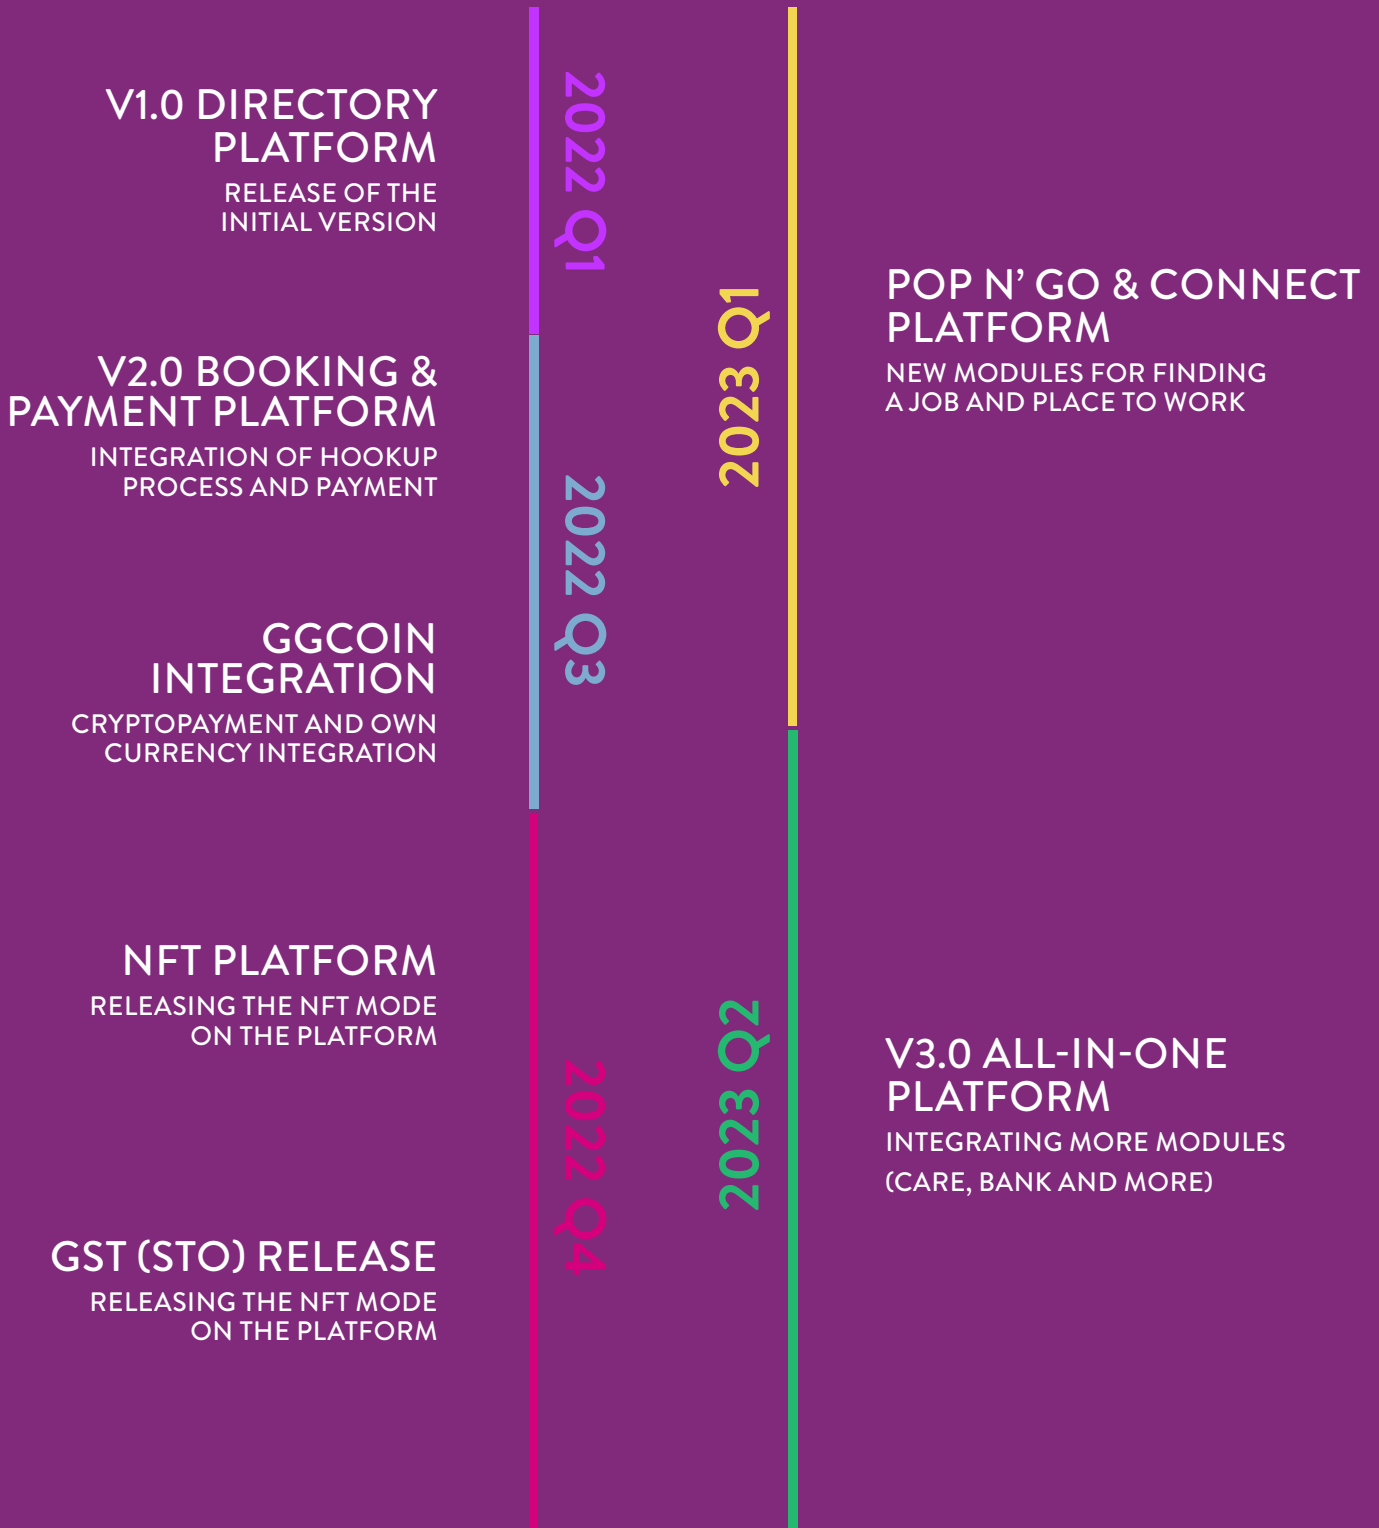 V1.0 DIRECTORY
PLATFORM
RELEASE OF THE
INITIAL VERSION
2022 Q1
V2.0 BOOKING &
PAYMENT PLATFORM
INTEGRATION OF HOOKUP
PROCESS AND PAYMENT
GGCOIN
INTEGRATION
CRYPTOPAYMENT AND OWN
CURRENCY INTEGRATION
2022 Q3
NFT PLATFORM
RELEASING THE NFT MODE
ON THE PLATFORM
GST (STO) RELEASE
RELEASING THE NFT MODE
ON THE PLATFORM
2022 Q4
2023 Q1
POP N’ GO & CONNECT
PLATFORM
NEW MODULES FOR FINDING
A JOB AND PLACE TO WORK
2023 Q2
V3.0 ALL-IN-ONE
PLATFORM
INTEGRATING MORE MODULES
(CARE, BANK AND MORE)